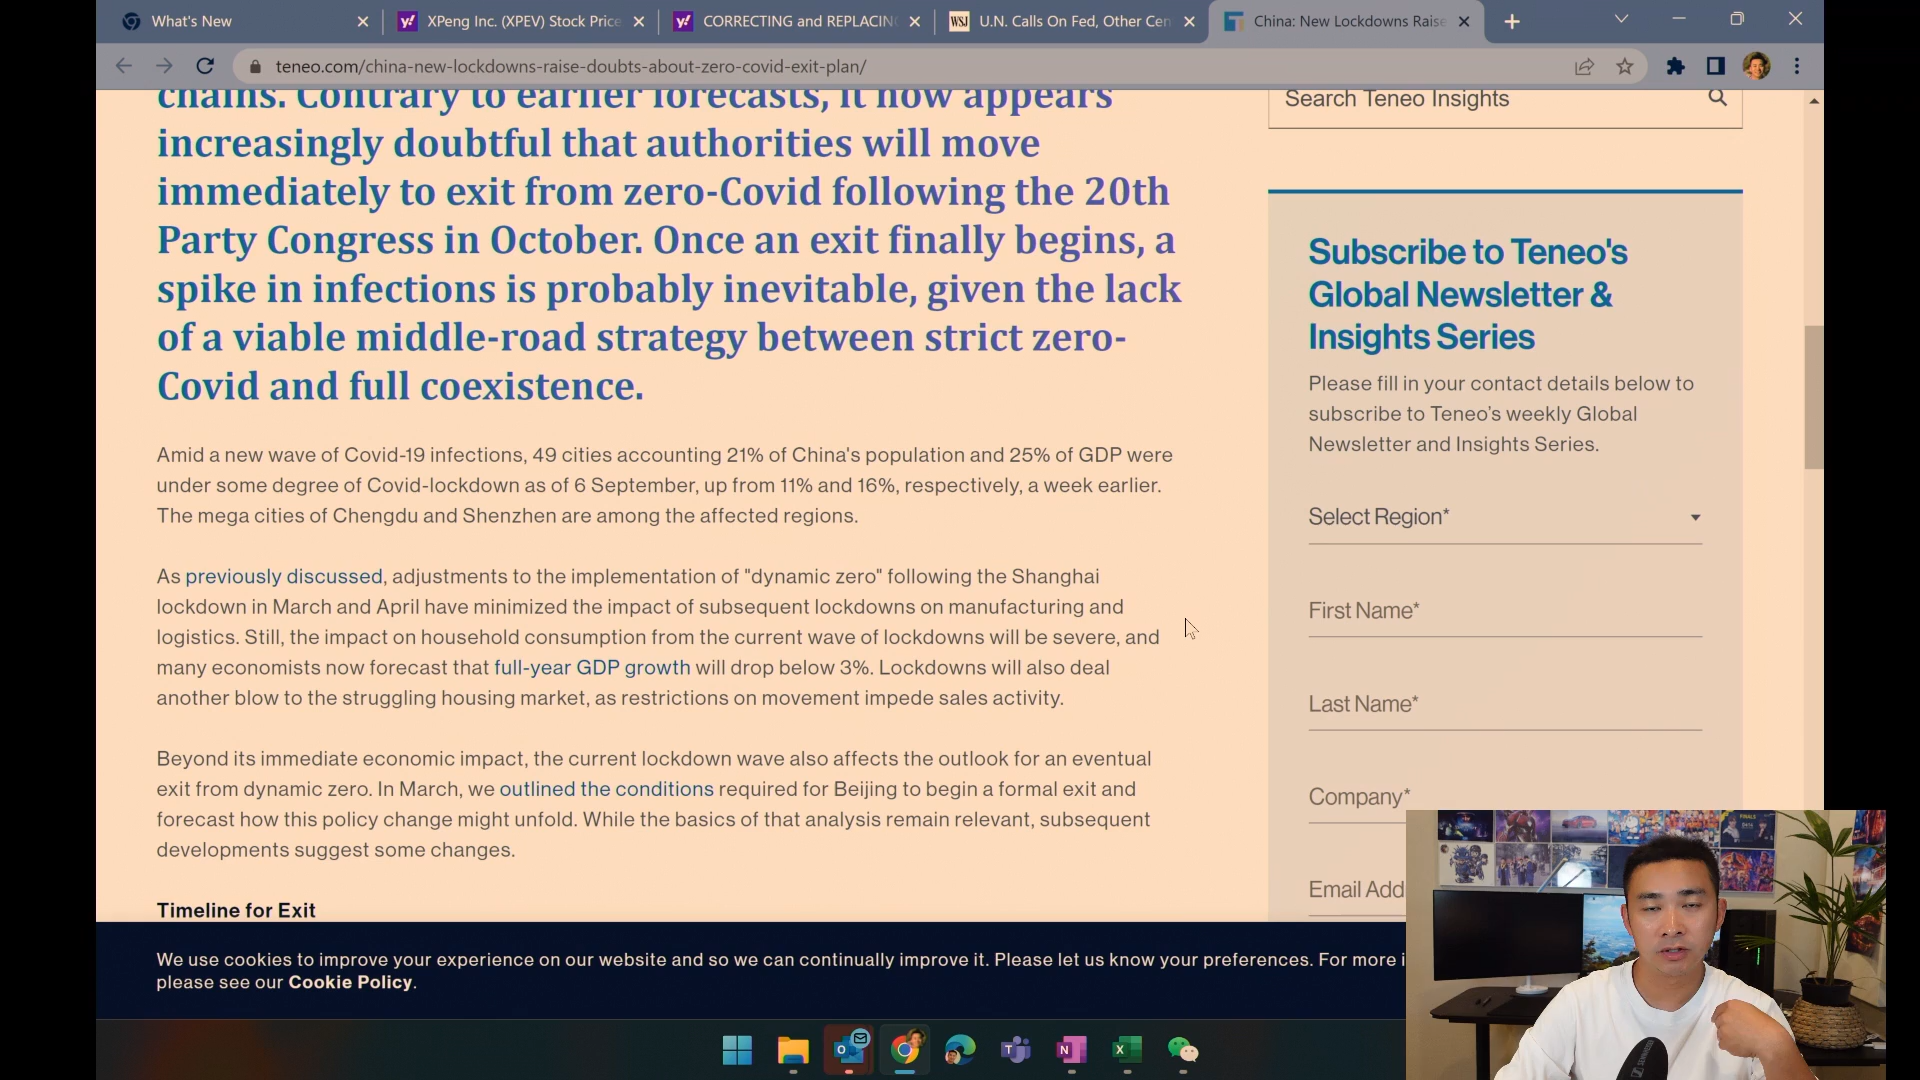 What's New
XPeng Inc. (XPEV) Stock Price
CORRECTING and REPLACIN
WSJ
U.N. Calls On Fed, Other Cen
China: New Lockdowns Raise
teneo.com/china-new-lockdowns-raise-doubts-about-zero-covid-exit-plan/
chains. Contrary to earlier forecasts, it now appears
increasingly doubtful that authorities will move
immediately to exit from zero-Covid following the 20th
Party Congress in October. Once an exit finally begins, a
spike in infections is probably inevitable, given the lack
of a viable middle-road strategy between strict zero-
Covid and full coexistence.
Amid a new wave of Covid-19 infections, 49 cities accounting 21% of China's population and 25% of GDP were
under some degree of Covid-lockdown as of 6 September, up from 11% and 16%, respectively, a week earlier.
The mega cities of Chengdu and Shenzhen are among the affected regions.
As previously discussed, adjustments to the implementation of "dynamic zero" following the Shanghai
lockdown in March and April have minimized the impact of subsequent lockdowns on manufacturing and
logistics. Still, the impact on household consumption from the current wave of lockdowns will be severe, and
many economists now forecast that full-year GDP growth will drop below 3%. Lockdowns will also deal
another blow to the struggling housing market, as restrictions on movement impede sales activity.
Beyond its immediate economic impact, the current lockdown wave also affects the outlook for an eventual
exit from dynamic zero. In March, we outlined the conditions required for Beijing to begin a formal exit and
forecast how this policy change might unfold. While the basics of that analysis remain relevant, subsequent
developments suggest some changes.
Timeline for Exit
Search Teneo Insights
Subscribe to Teneo's
Global Newsletter &
Insights Series
Please fill in your contact details below to
subscribe to Teneo's weekly Global
Newsletter and Insights Series.
Select Region*
First Name*
Last Name*
Company*
Email Add
We use cookies to improve your experience on our website and so we can continually improve it. Please let us know your preferences. For more i
please see our Cookie Policy.